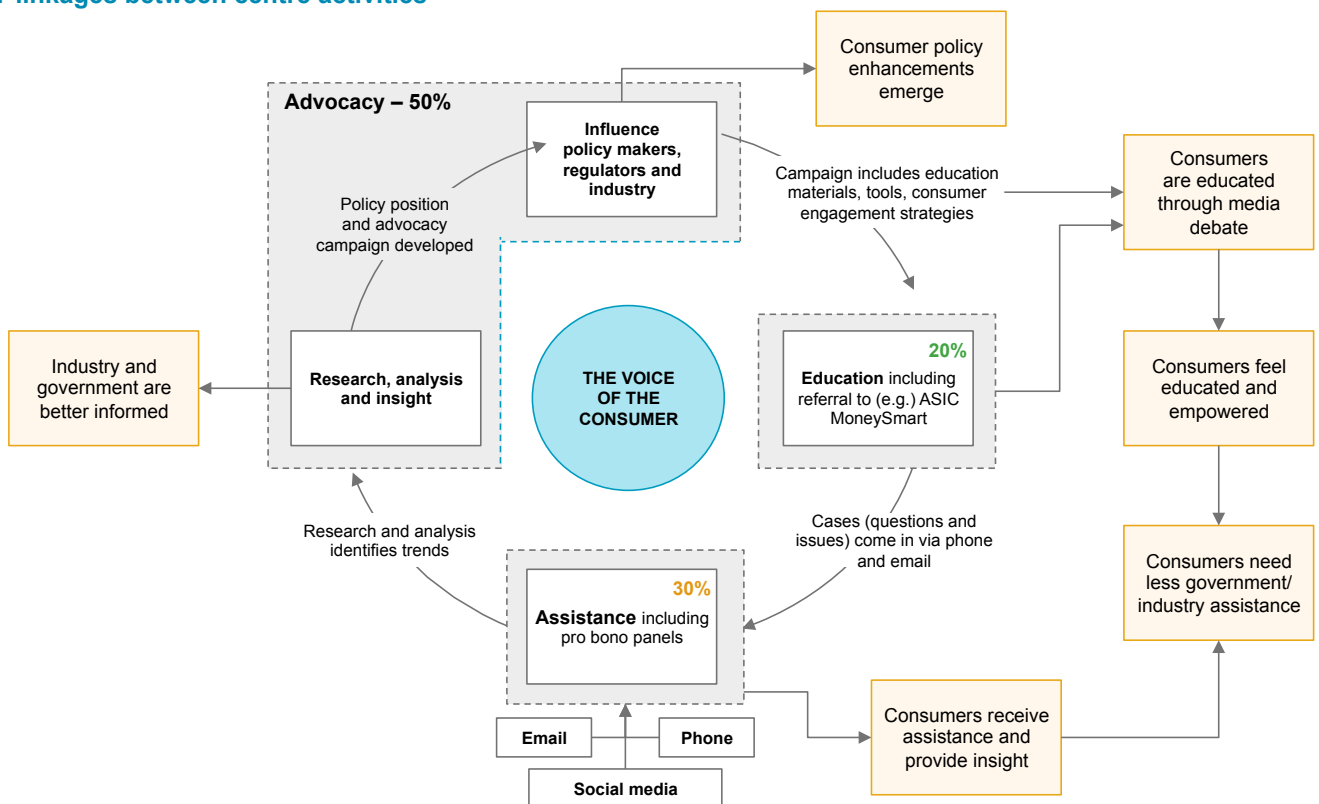 linkages between centre activities
Consumer policy
enhancements
emerge
Advocacy – 50%
Influence
policy makers,
regulators and
industry
Campaign includes education
materials, tools, consumer
engagement strategies
Consumers
are educated
through media
debate
Policy position
and advocacy
campaign developed
Industry and
government are
better informed
Research, analysis
and insight
THE VOICE
OF THE
CONSUMER
20%
Education including
referral to (e.g.) ASIC
MoneySmart
Consumers feel
educated and
empowered
Research and analysis
identifies trends
Cases (questions and
issues) come in via phone
and email
Consumers need
less government/
industry assistance
30%
Assistance including
pro bono panels
Consumers receive
assistance and
provide insight
Email
Phone
Social media